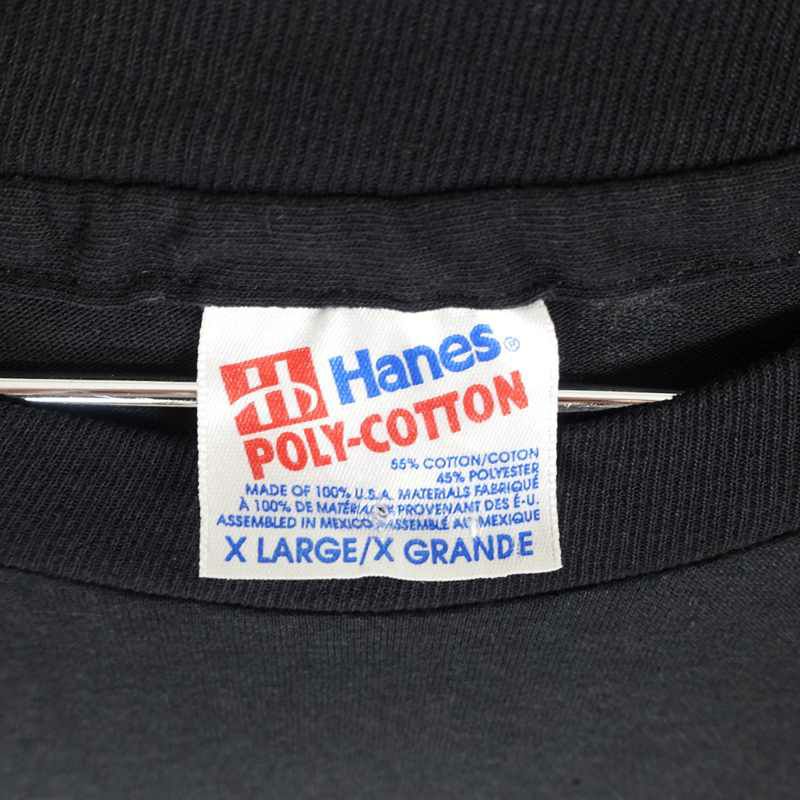 H Hanes®
POLY-COTTON
55% COTTON/COTON
45% POLYESTER
MADE OF 100% U.S.A. MATERIALS FABRIQUÉ
À 100% DE MATÉRIAUX PROVENANT DES É-U.
ASSEMBLED IN MEXICO/ASSEMBLÉ AU MEXIQUE
X LARGE/X GRANDE